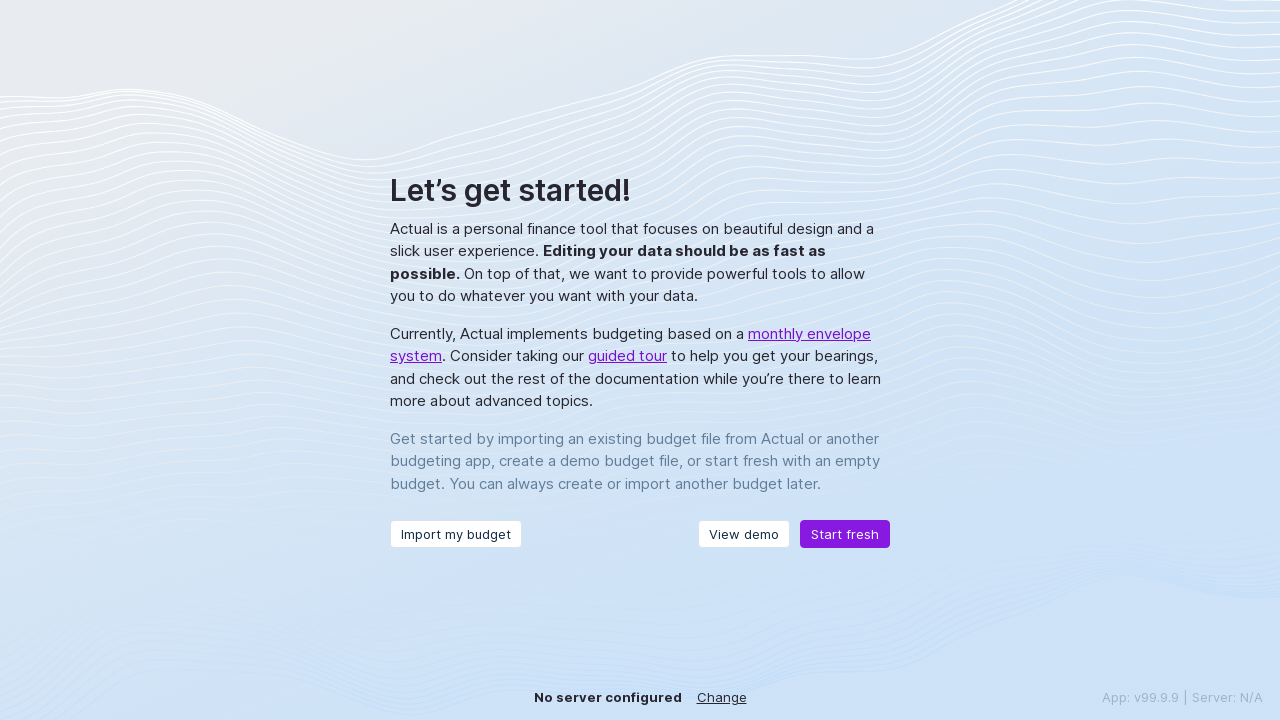 Let’s get started!
Actual is a personal finance tool that focuses on beautiful design and a
slick user experience. Editing your data should be as fast as
possible. On top of that, we want to provide powerful tools to allow
you to do whatever you want with your data.
Currently, Actual implements budgeting based on a monthly envelope
system. Consider taking our guided tour to help you get your bearings,
and check out the rest of the documentation while you’re there to learn
more about advanced topics.
Get started by importing an existing budget file from Actual or another
budgeting app, create a demo budget file, or start fresh with an empty
budget. You can always create or import another budget later.
Import my budget View demo Start fresh
No server configured Change App: v99.9.9 | Server: N/A